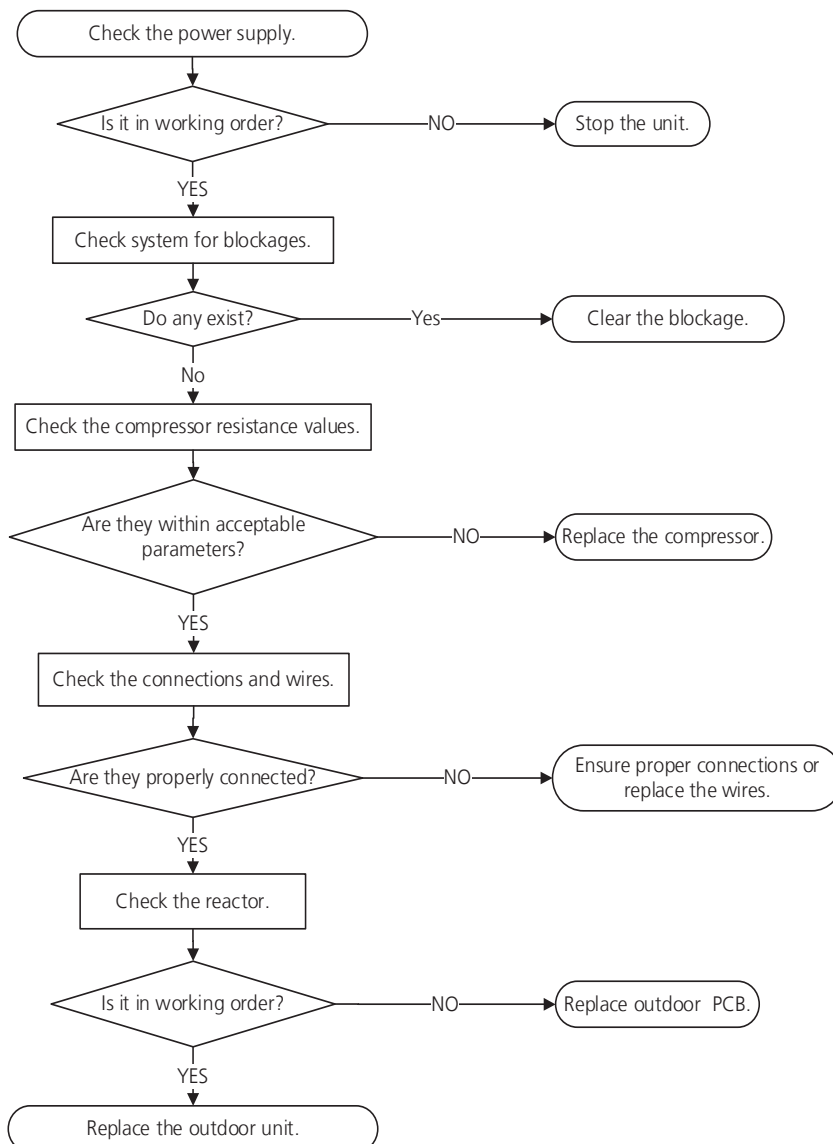 Check the power supply.
Is it in working order?
NO
Stop the unit.
YES
Check system for blockages.
Do any exist?
Yes
Clear the blockage.
No
Check the compressor resistance values.
Are they within acceptable
parameters?
NO
Replace the compressor.
YES
Check the connections and wires.
Are they properly connected?
NO
Ensure proper connections or
replace the wires.
YES
Check the reactor.
Is it in working order?
NO
Replace outdoor PCB.
YES
Replace the outdoor unit.